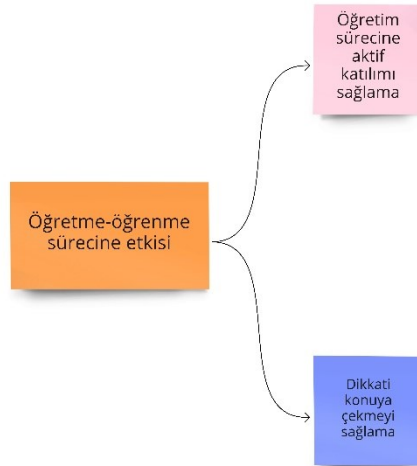 Öğretim
sürecine
aktif
katılımı
sağlama
Öğretme-öğrenme
sürecine etkisi
Dikkati
konuya
çekmeyi
sağlama